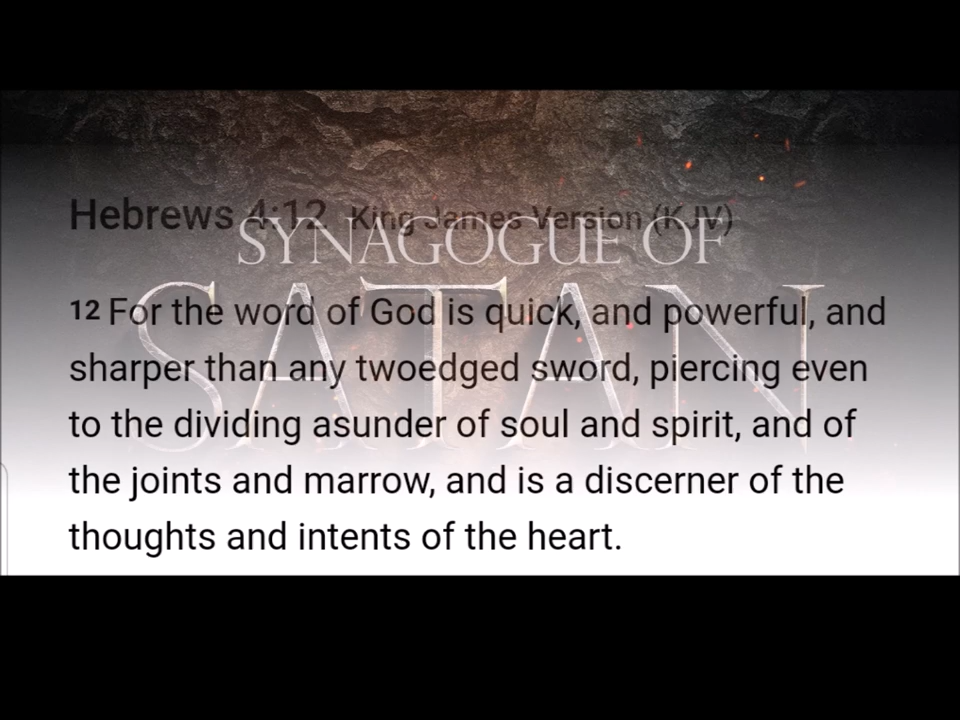 Hebrews 4:12 King James Version (KJV)
SYNAGOGUE OF
SATAN
12 For the word of God is quick, and powerful, and
sharper than any twoedged sword, piercing even
to the dividing asunder of soul and spirit, and of
the joints and marrow, and is a discerner of the
thoughts and intents of the heart.